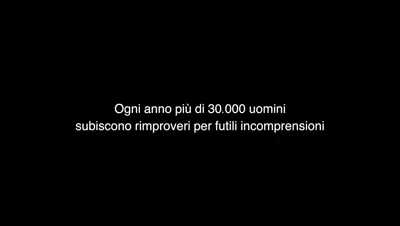 Ogni anno più di 30.000 uomini
subiscono rimproveri per futili incomprensioni